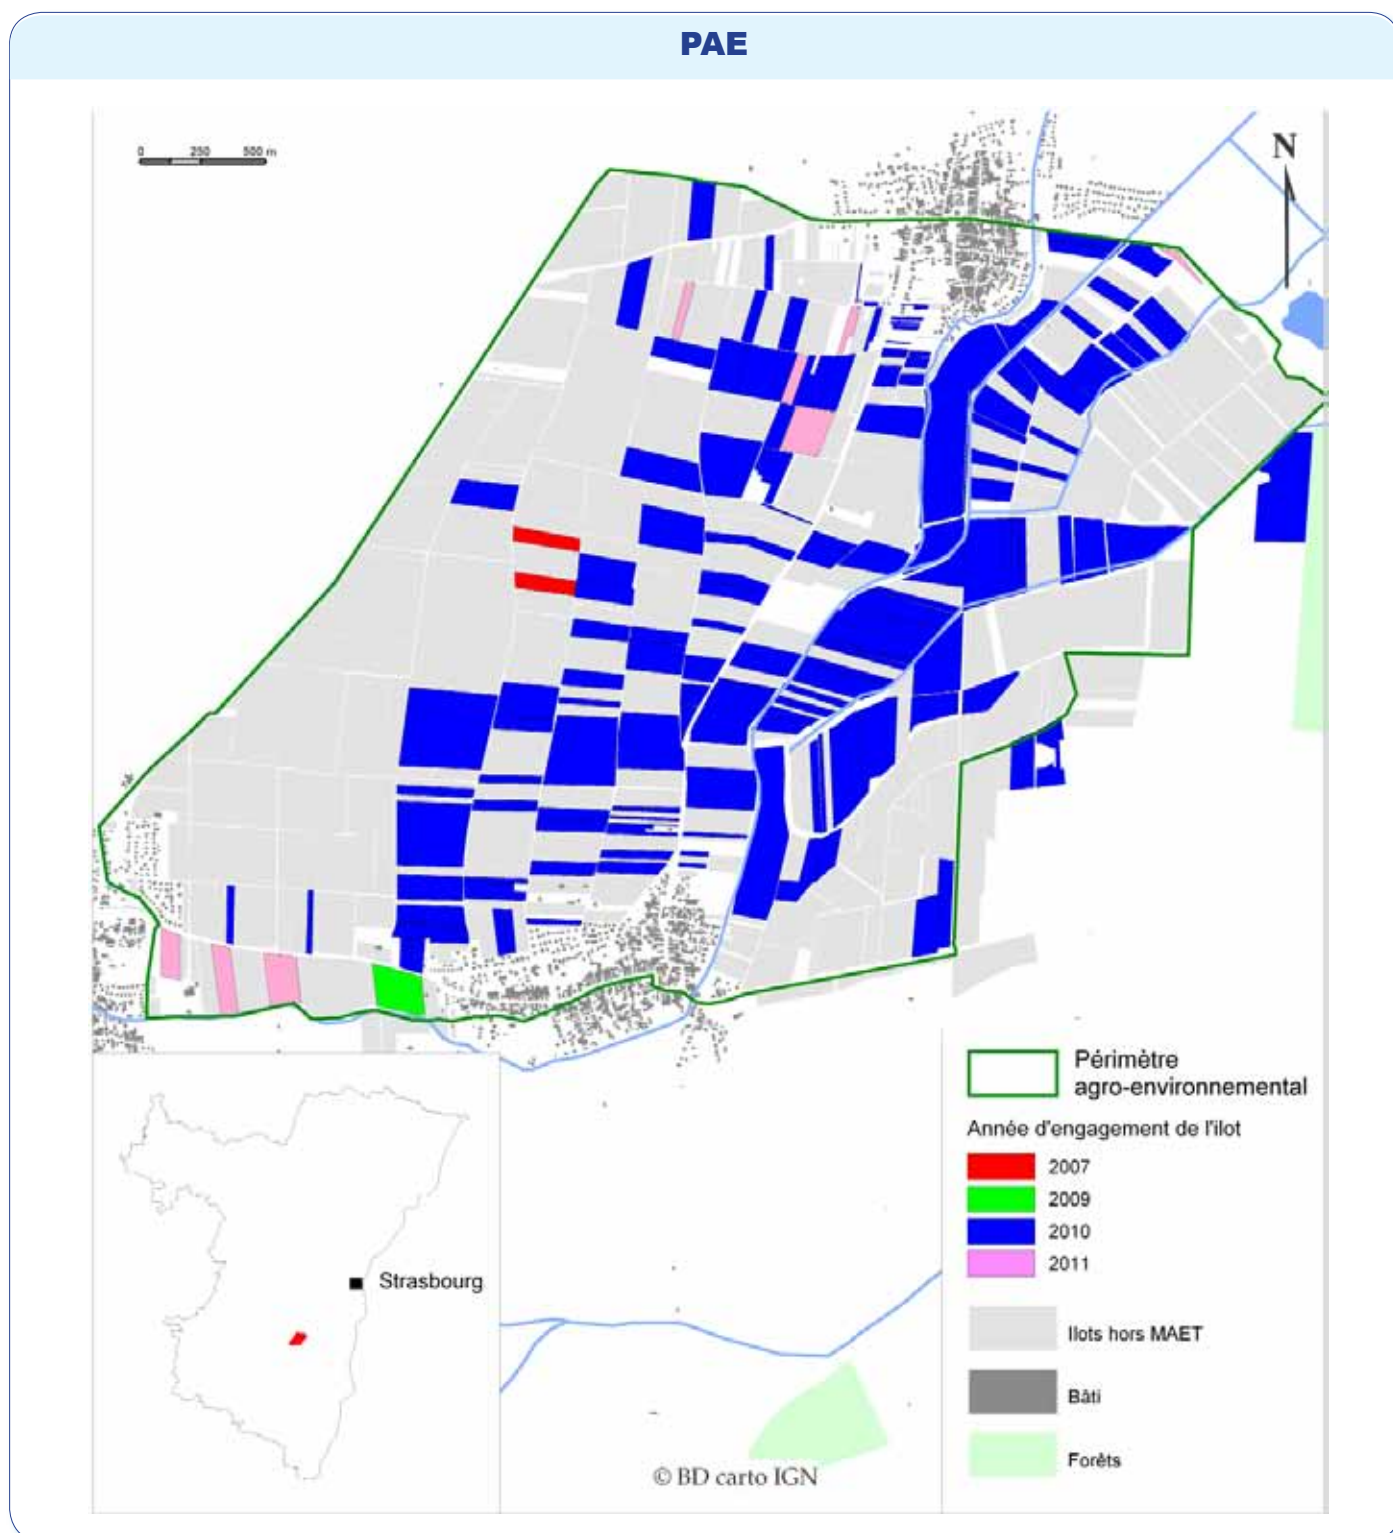 PAE
0 250 500 m
N
Périmètre
agro-environnemental
Année d'engagement de l'ilot
2007
2009
2010
2011
Strasbourg
Ilots hors MAET
Bâti
Forêts
© BD carto IGN